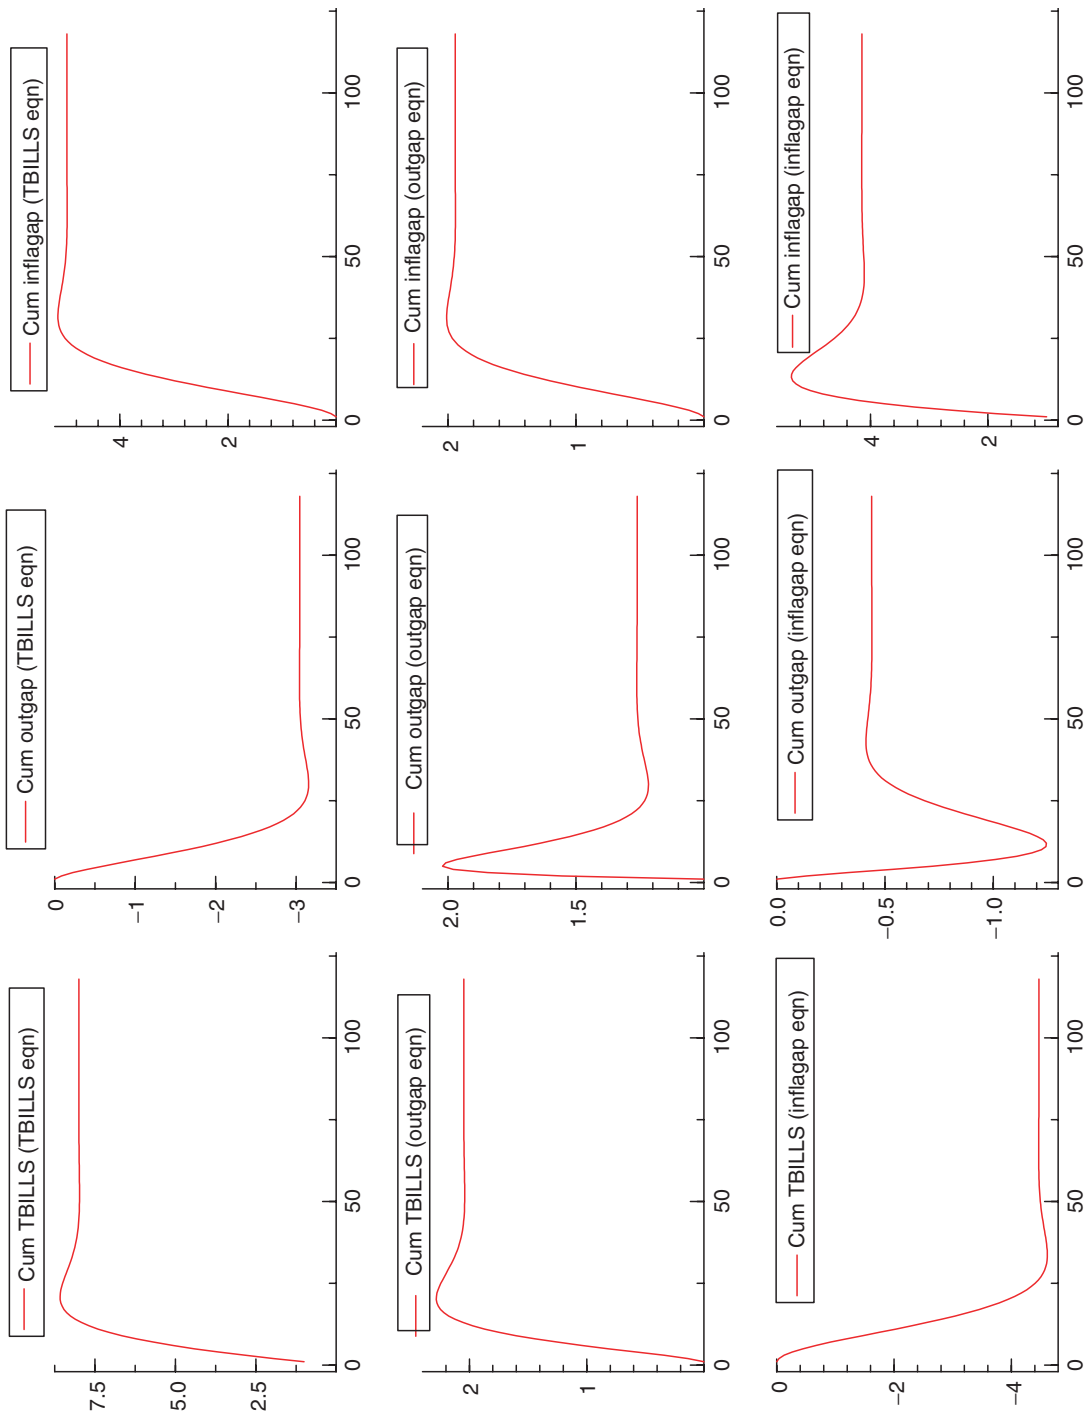 Cum TBILLS (TBILLS eqn)
7.5
5.0
2.5
0 50 100
Cum outgap (TBILLS eqn)
0
−1
−2
−3
0 50 100
Cum inflagap (TBILLS eqn)
4
2
0 50 100
Cum TBILLS (outgap eqn)
2
1
0 50 100
Cum outgap (outgap eqn)
2.0
1.5
0 50 100
Cum inflagap (outgap eqn)
2
1
0 50 100
Cum TBILLS (inflagap eqn)
0
−2
−4
0 50 100
Cum outgap (inflagap eqn)
0.0
−0.5
−1.0
0 50 100
Cum inflagap (inflagap eqn)
4
2
0 50 100